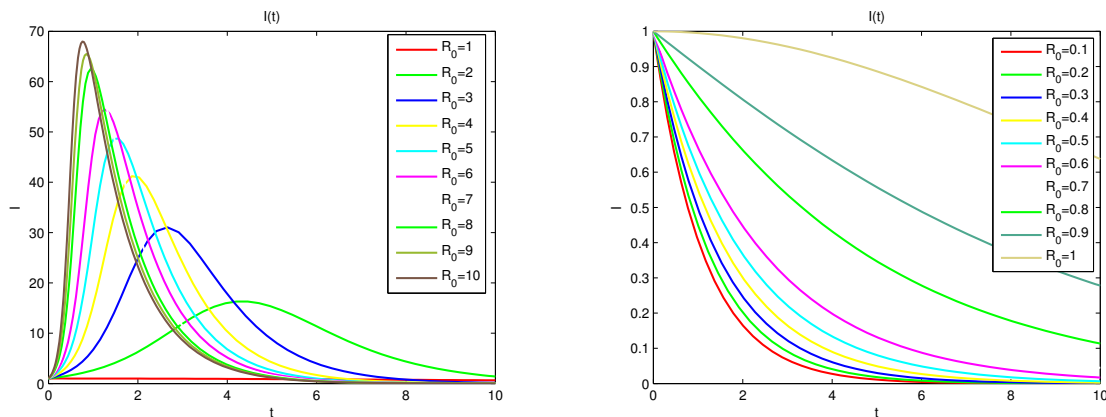 I(t)
70
60
50
40
30
20
10
0
0 2 4 6 8 10
I
t
R0=1
R0=2
R0=3
R0=4
R0=5
R0=6
R0=7
R0=8
R0=9
R0=10
I(t)
1
0.9
0.8
0.7
0.6
0.5
0.4
0.3
0.2
0.1
0
0 2 4 6 8 10
I
t
R0=0.1
R0=0.2
R0=0.3
R0=0.4
R0=0.5
R0=0.6
R0=0.7
R0=0.8
R0=0.9
R0=1